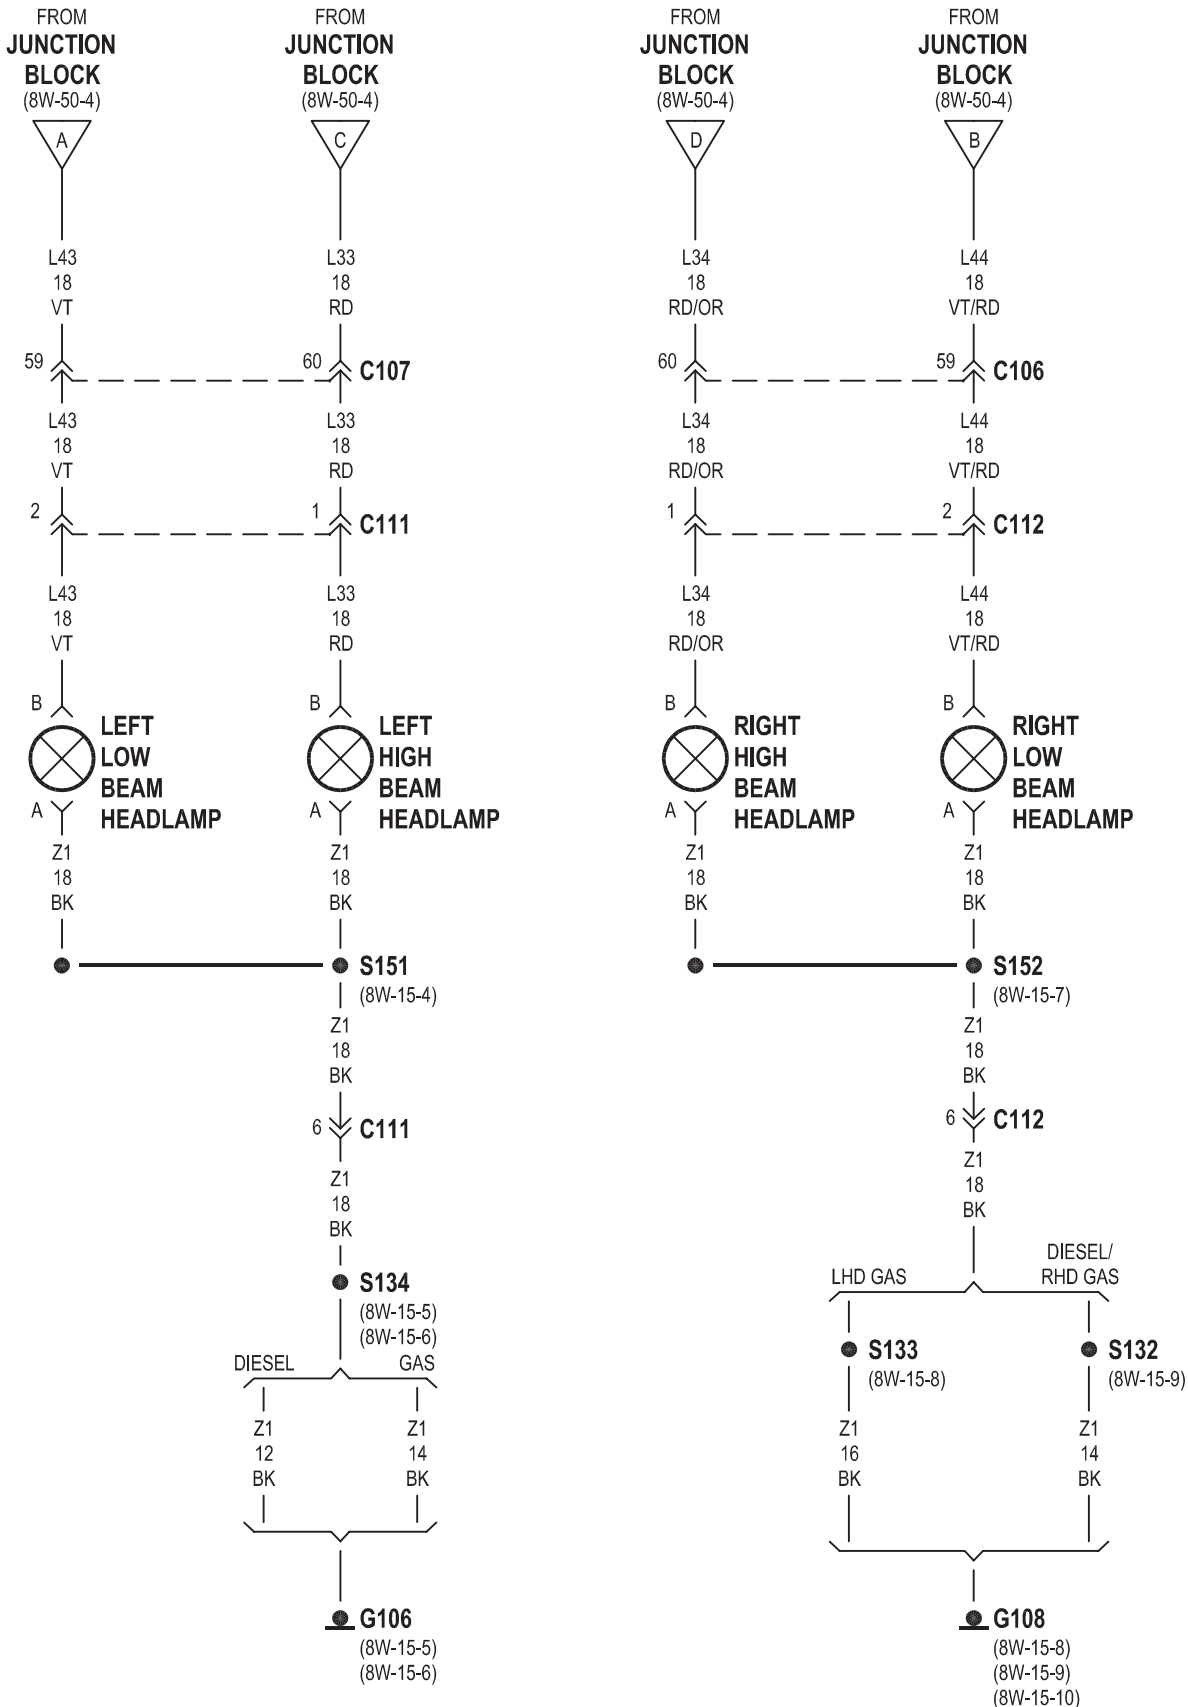 FROM FROM FROM FROM
JUNCTION JUNCTION JUNCTION JUNCTION
BLOCK BLOCK BLOCK BLOCK
(8W-50-4) (8W-50-4) (8W-50-4) (8W-50-4)
A C D B
L43 L33 L34 L44
18 18 18 18
VT RD RD/OR VT/RD
59 60 C107 60 59 C106
L43 L33 L34 L44
18 18 18 18
VT RD RD/OR VT/RD
2 1 C111 1 2 C112
L43 L33 L34 L44
18 18 18 18
VT RD RD/OR VT/RD
B B B B
LEFT LEFT RIGHT RIGHT
LOW HIGH HIGH LOW
BEAM BEAM BEAM BEAM
A HEADLAMP A HEADLAMP A HEADLAMP A HEADLAMP
Z1 Z1 Z1 Z1
18 18 18 18
BK BK BK BK
S151 S152
(8W-15-4) (8W-15-7)
Z1 Z1
18 18
BK BK
6 C111 6 C112
Z1 Z1
18 18
BK BK
DIESEL/
LHD GAS RHD GAS
S134
(8W-15-5)
(8W-15-6)
S133 S132
(8W-15-8) (8W-15-9)
DIESEL GAS
Z1 Z1 Z1 Z1
12 14 16 14
BK BK BK BK
G106 G108
(8W-15-5) (8W-15-8)
(8W-15-6) (8W-15-9)
(8W-15-10)